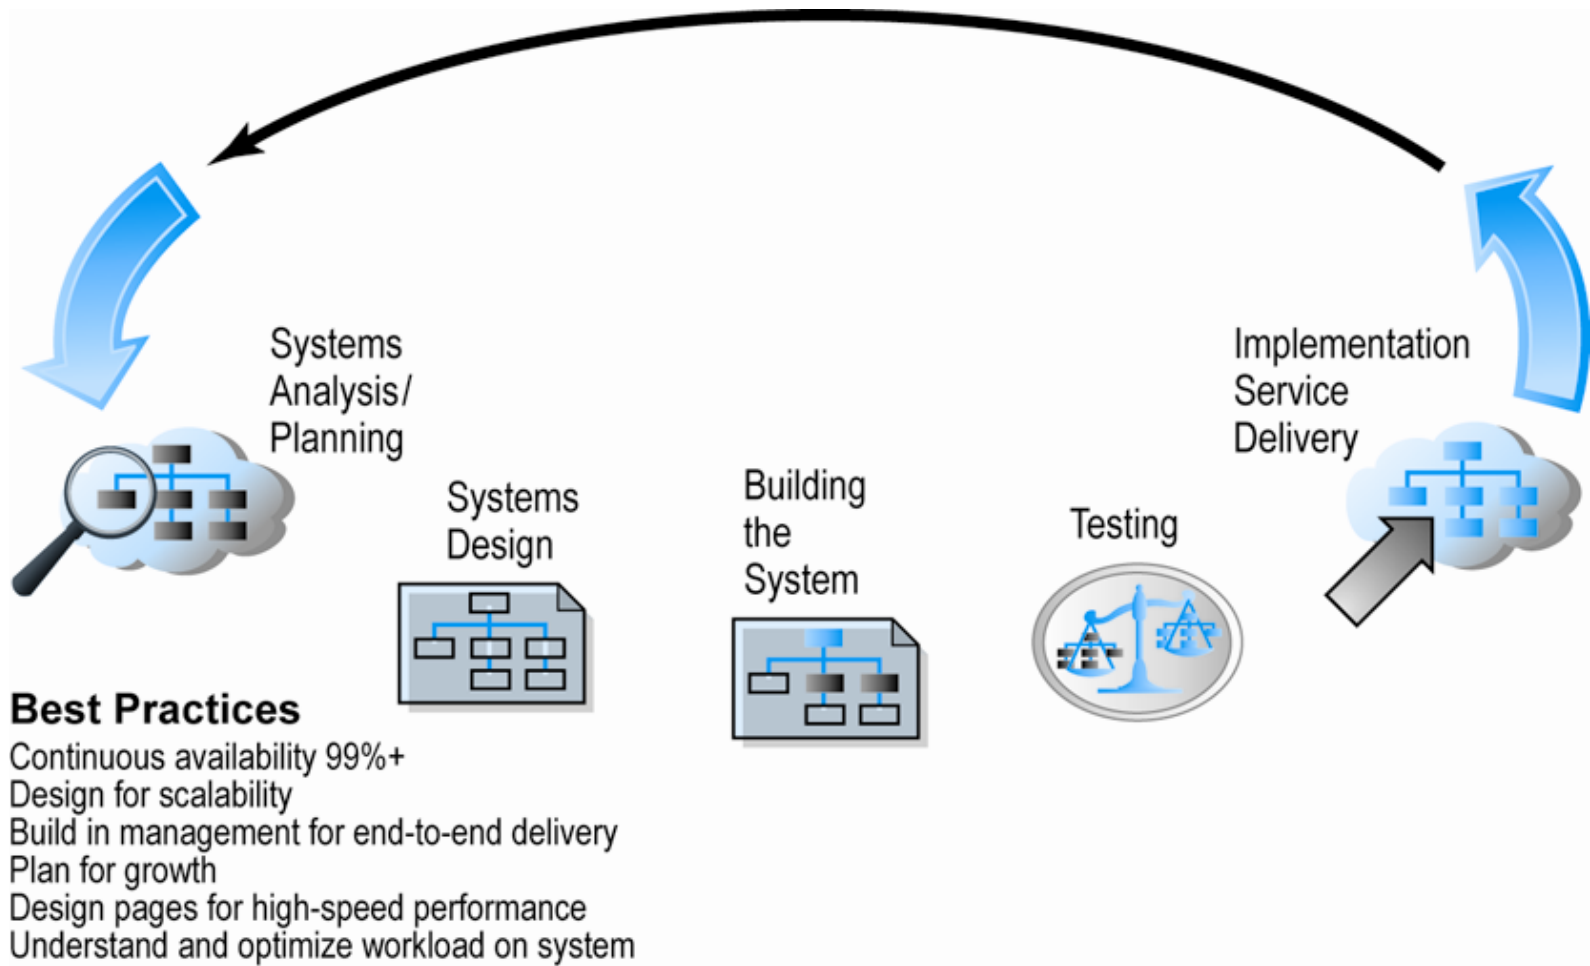 Systems
Analysis/
Planning
Systems
Design
Building
the
System
Testing
Implementation
Service
Delivery
Best Practices
Continuous availability 99%+
Design for scalability
Build in management for end-to-end delivery
Plan for growth
Design pages for high-speed performance
Understand and optimize workload on system